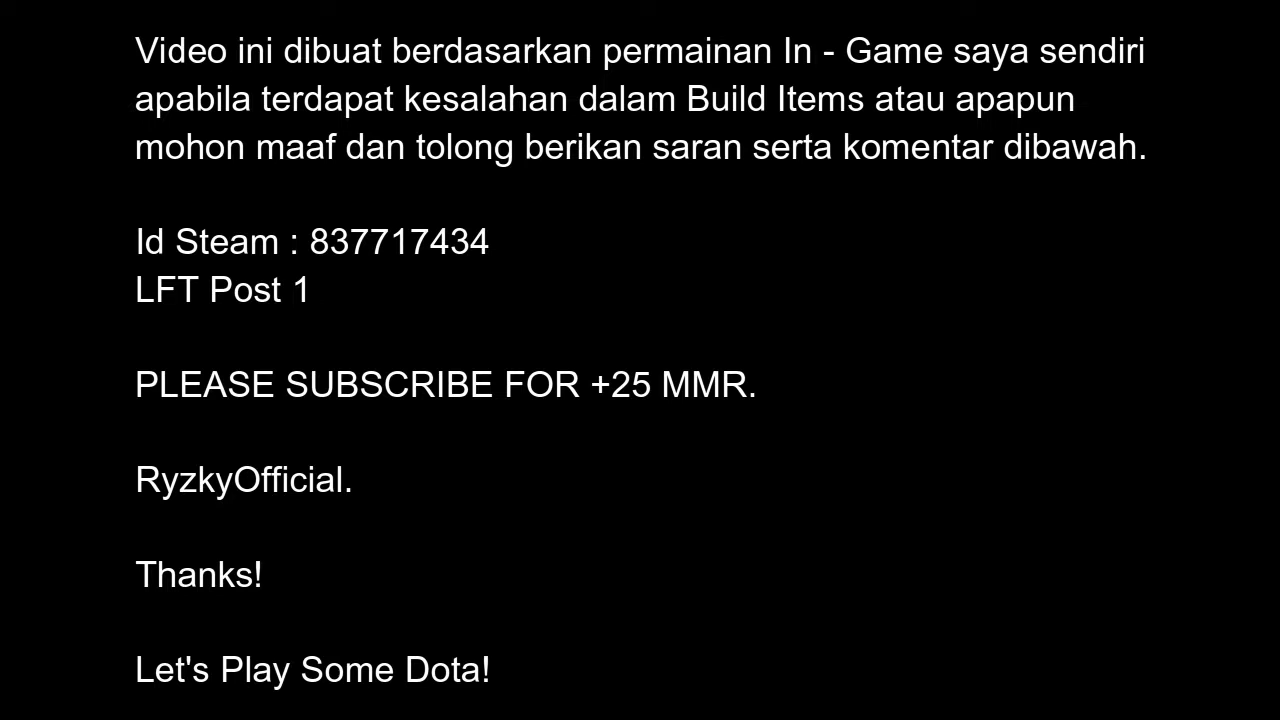 Video ini dibuat berdasarkan permainan In - Game saya sendiri
apabila terdapat kesalahan dalam Build Items atau apapun
mohon maaf dan tolong berikan saran serta komentar dibawah.
Id Steam : 837717434
LFT Post 1
PLEASE SUBSCRIBE FOR +25 MMR.
RyzkyOfficial.
Thanks!
Let's Play Some Dota!